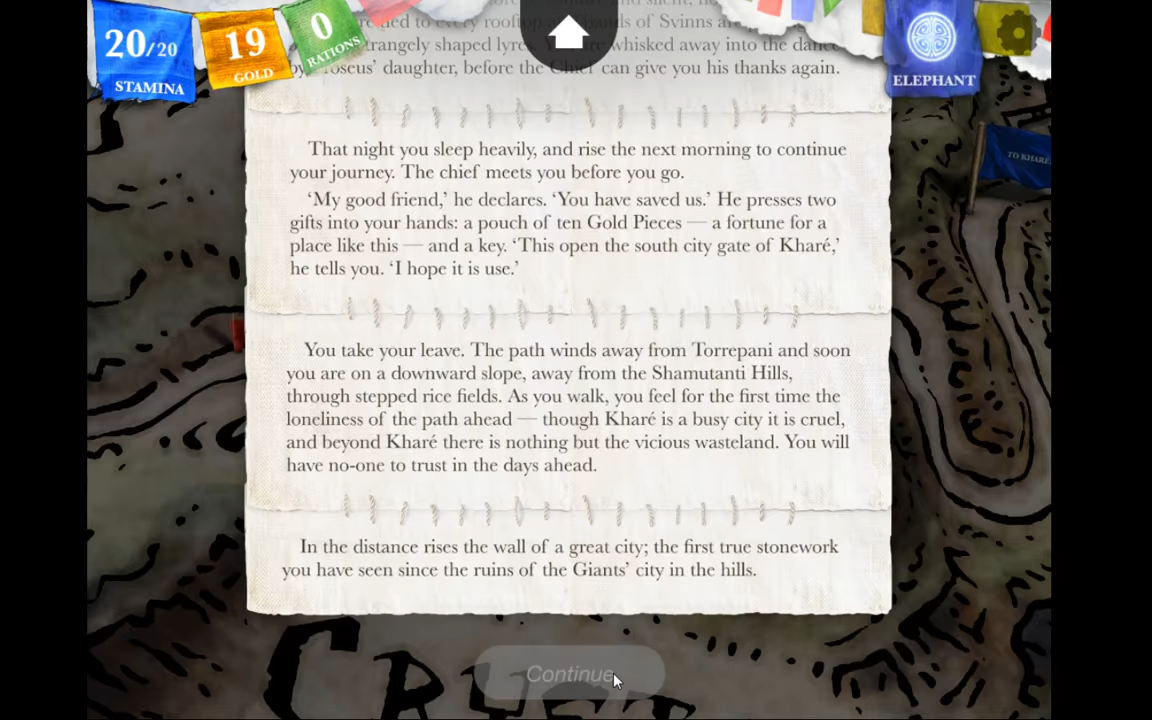 20/20
STAMINA
19
GOLD
0
RATIONS
ELEPHANT
TO KHARÉ
to every rooftop
of Svinns
strangely shaped lyres.
whisked away into the dance
daughter, before the Chief can give you his thanks again.
That night you sleep heavily, and rise the next morning to continue
your journey. The chief meets you before you go.
‘My good friend,’ he declares. ‘You have saved us.’ He presses two
gifts into your hands: a pouch of ten Gold Pieces — a fortune for a
place like this — and a key. ‘This open the south city gate of Kharé,’
he tells you. ‘I hope it is use.’
You take your leave. The path winds away from Torrepani and soon
you are on a downward slope, away from the Shamutanti Hills,
through stepped rice fields. As you walk, you feel for the first time the
loneliness of the path ahead — though Kharé is a busy city it is cruel,
and beyond Kharé there is nothing but the vicious wasteland. You will
have no-one to trust in the days ahead.
In the distance rises the wall of a great city; the first true stonework
you have seen since the ruins of the Giants’ city in the hills.
Continue